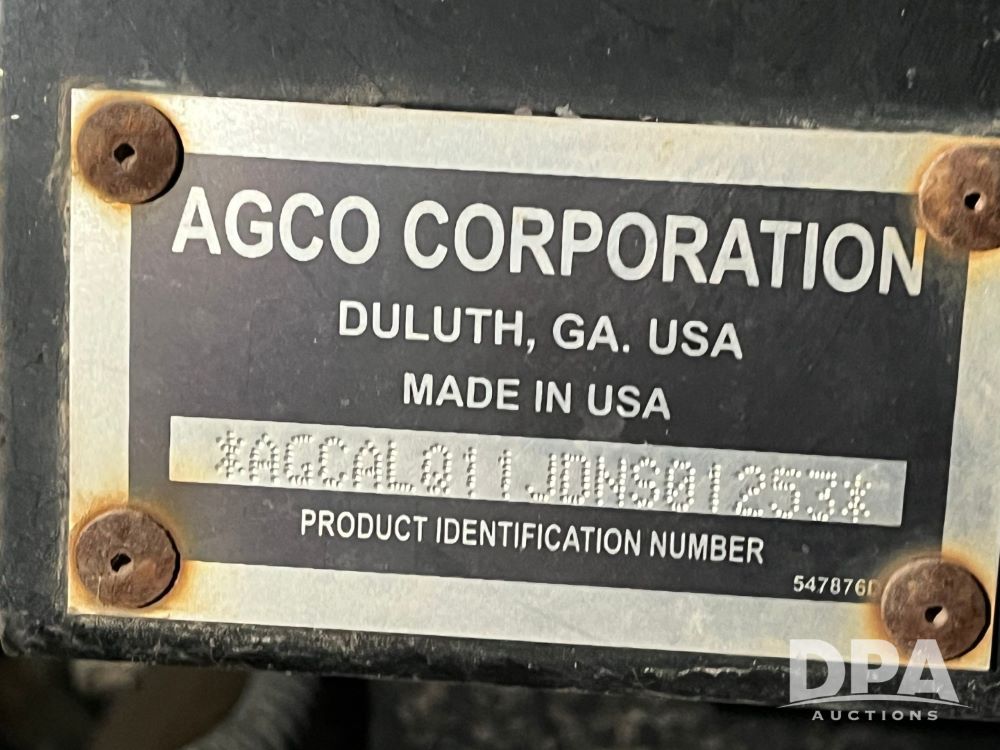 AGCO CORPORATION
DULUTH, GA. USA
MADE IN USA
*AGCAL011JDNS01253*
PRODUCT IDENTIFICATION NUMBER
547876D
DPA
AUCTIONS